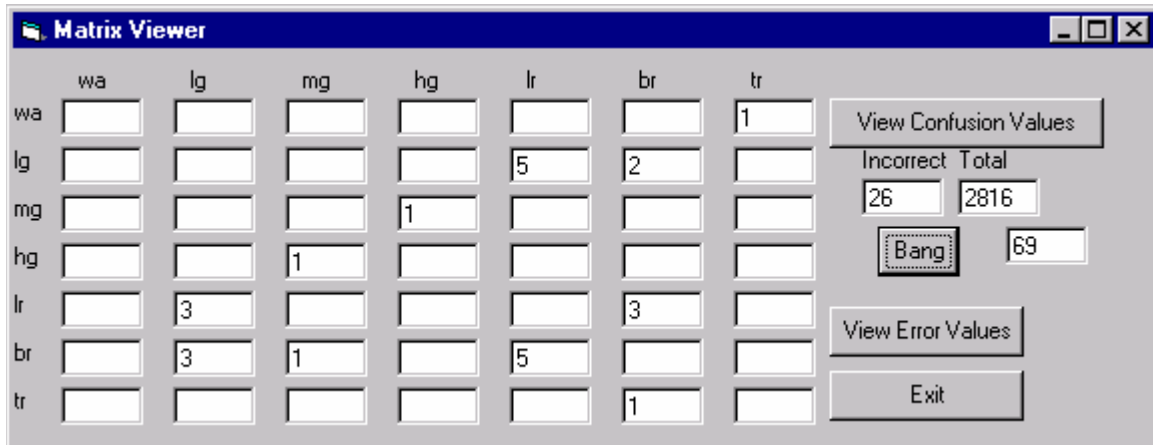 Matrix Viewer
wa lg mg hg lr br tr
wa 1
View Confusion Values
lg 5 2
Incorrect Total
26 2816
mg 1
Bang 69
hg 1
lr 3 3
View Error Values
br 3 1 5
Exit
tr 1